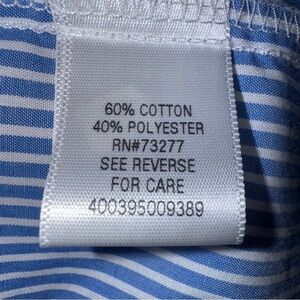 60% COTTON
40% POLYESTER
RN#73277
SEE REVERSE
FOR CARE
400395009389